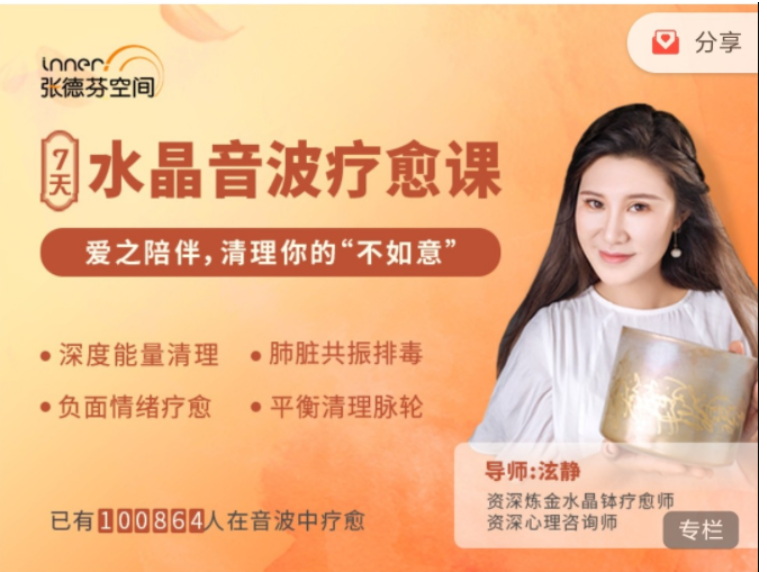 分享
inner
张德芬空间
7天
水晶音波疗愈课
爱之陪伴,清理你的“不如意”
•深度能量清理 •肺脏共振排毒
•负面情绪疗愈 •平衡清理脉轮
导师:泫静
资深炼金水晶钵疗愈师
资深心理咨询师
专栏
已有100864人在音波中疗愈